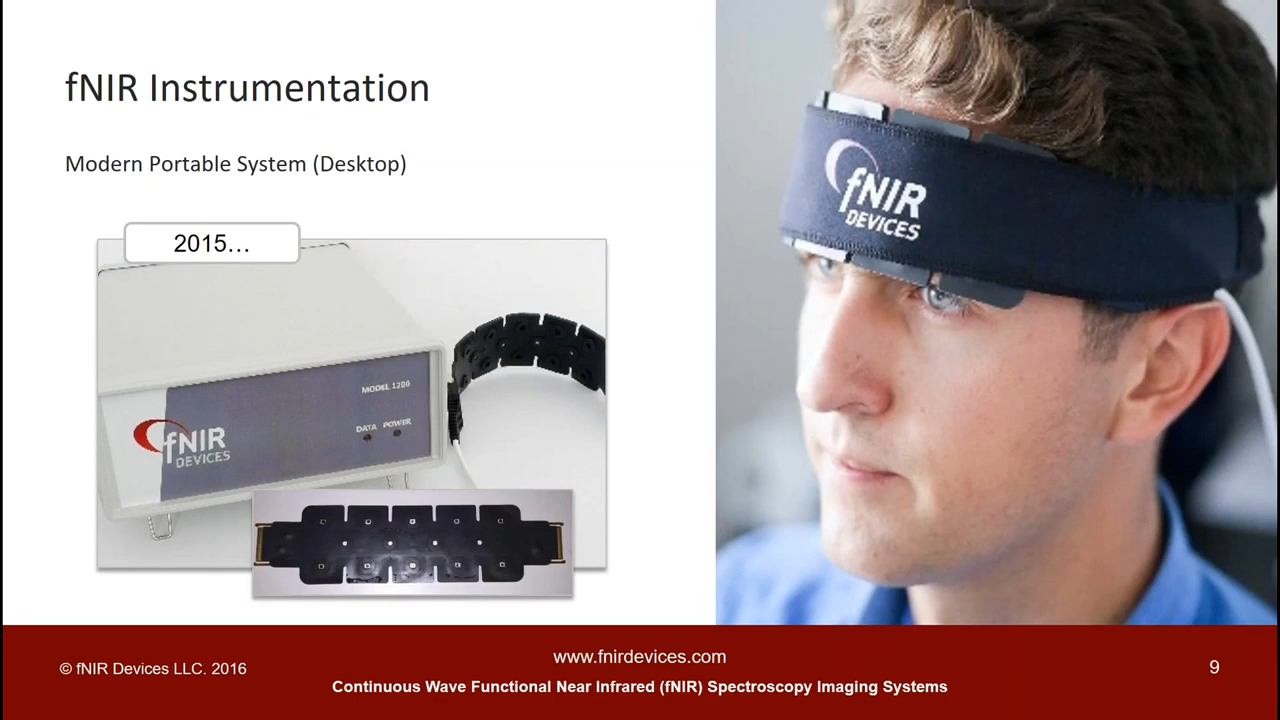 fNIR Instrumentation
Modern Portable System (Desktop)
2015...
MODEL 1200
DATA POWER
fNIR
DEVICES
fNIR
DEVICES
© fNIR Devices LLC. 2016
www.fnirdevices.com
Continuous Wave Functional Near Infrared (fNIR) Spectroscopy Imaging Systems
9